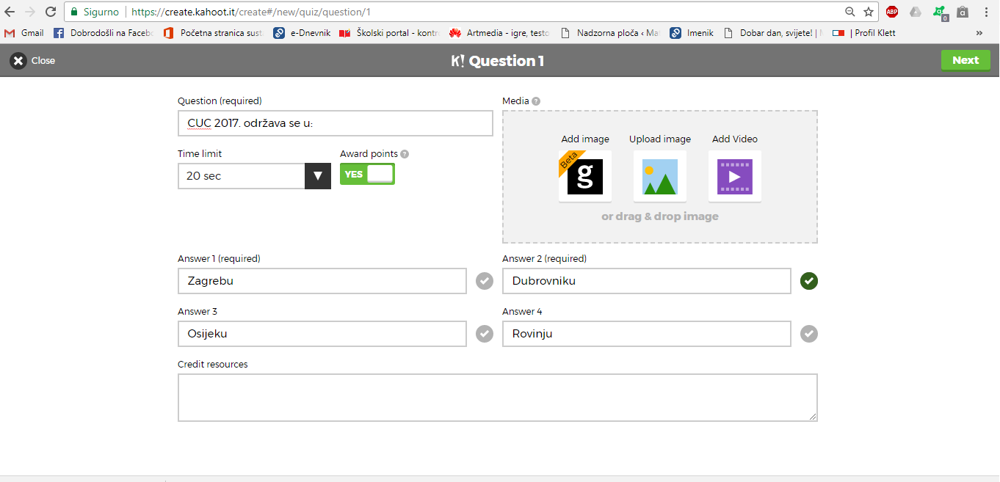 Sigurno https://create.kahoot.it/create#/new/quiz/question/1 ABP 0 a
Gmail Dobrodošli na Faceb Početna stranica sust e-Dnevnik Školski portal - kontr Artmedia - igre, testo Nadzorna ploča ‹ Ma Imenik Dobar dan, svijete! | | Profil Klett »
Close K! Question 1 Next
Question (required) Media ?
CUC 2017. održava se u:
Add image Upload image Add Video
Time limit Award points ?
Beta g
20 sec YES
or drag & drop image
Answer 1 (required) Answer 2 (required)
Zagrebu Dubrovniku
Answer 3 Answer 4
Osijeku Rovinju
Credit resources